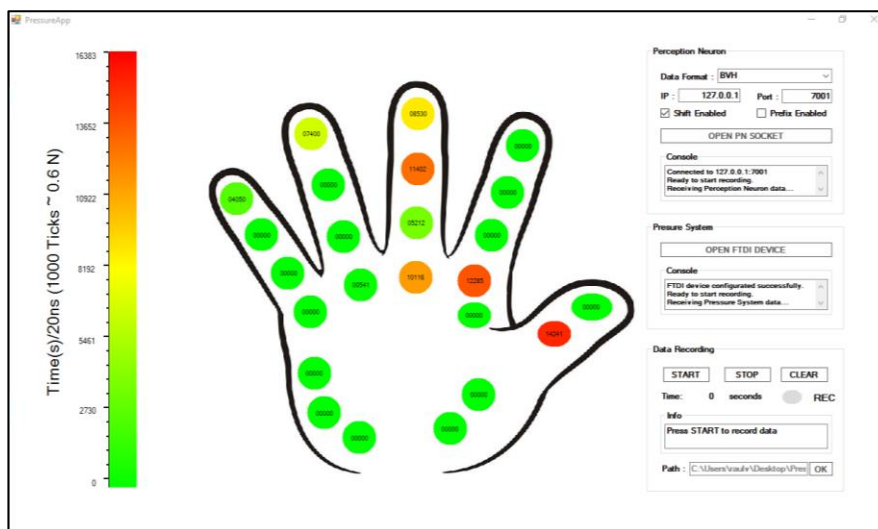 PressureApp
16383
13652
10922
8192
5461
2730
0
Time(s)/20ns (1000 Ticks ~ 0.6 N)
08530
07400
00000
11402
00000
00000
04050
05212
00000
00000
00000
00000
10116
12265
00541
00000
00000
00000
14241
00000
00000
00000
00000
00000
00000
Perception Neuron
Data Format : BVH
IP : 127.0.0.1 Port : 7001
Shift Enabled Prefix Enabled
OPEN PN SOCKET
Console
Connected to 127.0.0.1:7001
Ready to start recording.
Receiving Perception Neuron data...
Presure System
OPEN FTDI DEVICE
Console
FTDI device configurated successfully.
Ready to start recording.
Receiving Pressure System data...
Data Recording
START STOP CLEAR
Time: 0 seconds REC
Info
Press START to record data
Path : C:\Users\raulv\Desktop\Pres OK